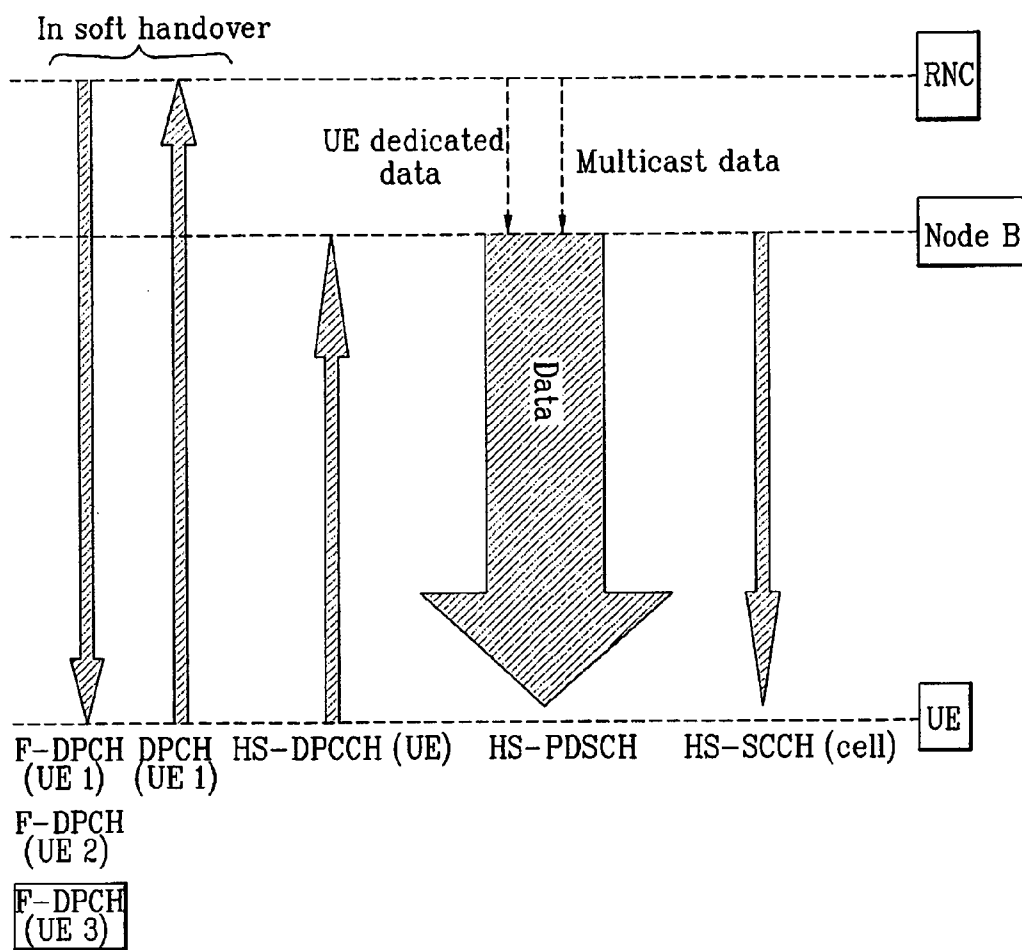 In soft handover
RNC
UE dedicated
data
Multicast data
Node B
Data
UE
F-DPCH
(UE 1)
DPCH
(UE 1)
HS-DPCCH (UE)
HS-PDSCH
HS-SCCH (cell)
F-DPCH
(UE 2)
F-DPCH
(UE 3)